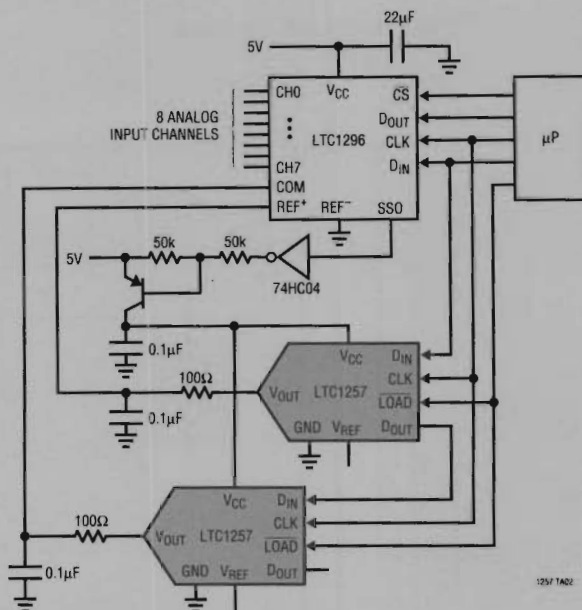 22µF
5V
8 ANALOG
INPUT CHANNELS
CH0
CH7
COM
REF+
REF−
VCC
LTC1296
CS
DOUT
CLK
DIN
SSO
µP
5V
50k
50k
74HC04
0.1µF
0.1µF
100Ω
VOUT
LTC1257
VCC
GND
VREF
DIN
CLK
LOAD
DOUT
100Ω
0.1µF
VOUT
LTC1257
VCC
GND
VREF
DIN
CLK
LOAD
DOUT
1257 TA02